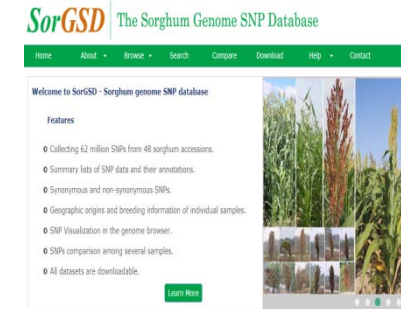 SorGSD The Sorghum Genome SNP Database
Home About Browse Search Compare Download Help Contact
Welcome to SorGSD - Sorghum genome SNP database
Features
Collecting 62 million SNPs from 48 sorghum accessions.
Summary lists of SNP data and their annotations.
Synonymous and non-synonymous SNPs.
Geographic origins and breeding information of individual samples.
SNP Visualization in the genome browser.
SNPs comparison among several samples.
All datasets are downloadable.
Learn More